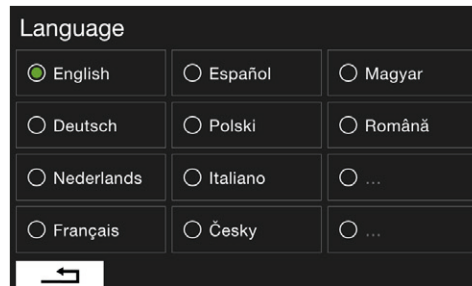 Language
English
Español
Magyar
Deutsch
Polski
Română
Nederlands
Italiano
...
Français
Česky
...